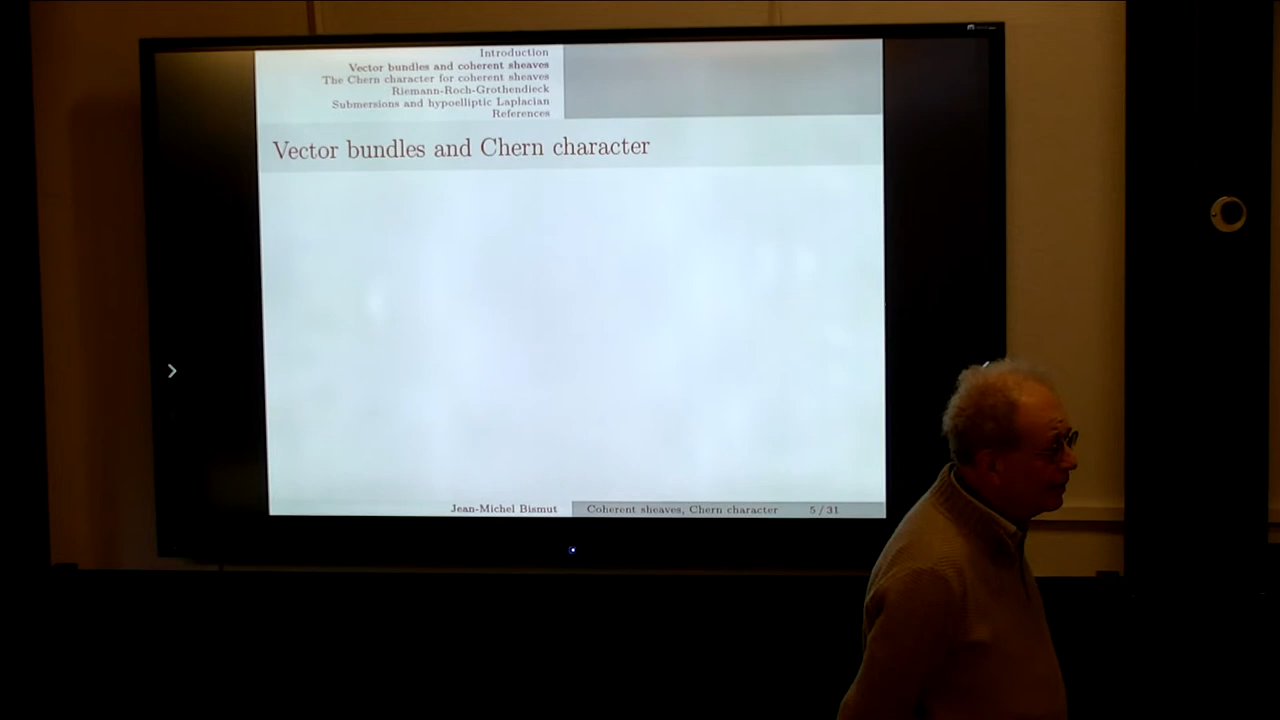 Introduction
Vector bundles and coherent sheaves
The Chern character for coherent sheaves
Riemann-Roch-Grothendieck
Submersions and hypoelliptic Laplacian
References
Vector bundles and Chern character
Jean-Michel Bismut
Coherent sheaves, Chern character
5 / 31